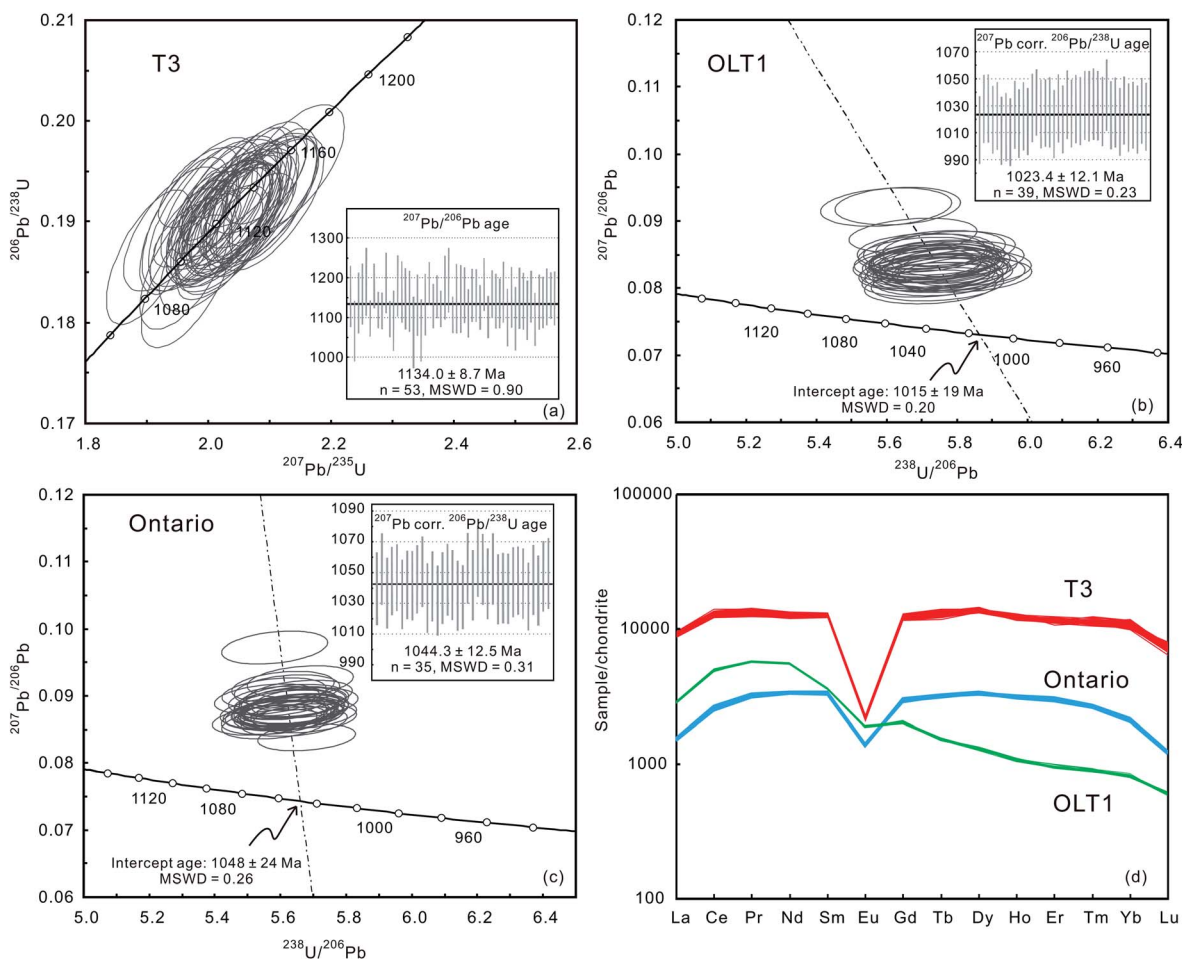 0.21
0.20
0.19
0.18
0.17
²⁰⁶Pb/²³⁸U
T3
1200
1160
1120
1080
²⁰⁷Pb/²⁰⁶Pb age
1300
1200
1100
1000
1134.0 ± 8.7 Ma
n = 53, MSWD = 0.90
(a)
1.8 2.0 2.2 2.4 2.6
²⁰⁷Pb/²³⁵U
0.12
0.11
0.10
0.09
0.08
0.07
0.06
²⁰⁷Pb/²⁰⁶Pb
OLT1
²⁰⁷Pb corr. ²⁰⁶Pb/²³⁸U age
1070
1050
1030
1010
990
1023.4 ± 12.1 Ma
n = 39, MSWD = 0.23
1120 1080 1040 1000 960
Intercept age: 1015 ± 19 Ma
MSWD = 0.20
(b)
5.0 5.2 5.4 5.6 5.8 6.0 6.2 6.4
²³⁸U/²⁰⁶Pb
0.12
0.11
0.10
0.09
0.08
0.07
0.06
²⁰⁷Pb/²⁰⁶Pb
Ontario
²⁰⁷Pb corr. ²⁰⁶Pb/²³⁸U age
1090
1070
1050
1030
1010
990
1044.3 ± 12.5 Ma
n = 35, MSWD = 0.31
1120 1080 1000 960
Intercept age: 1048 ± 24 Ma
MSWD = 0.26
(c)
5.0 5.2 5.4 5.6 5.8 6.0 6.2 6.4
²³⁸U/²⁰⁶Pb
100000
10000
1000
100
Sample/chondrite
T3
Ontario
OLT1
(d)
La Ce Pr Nd Sm Eu Gd Tb Dy Ho Er Tm Yb Lu